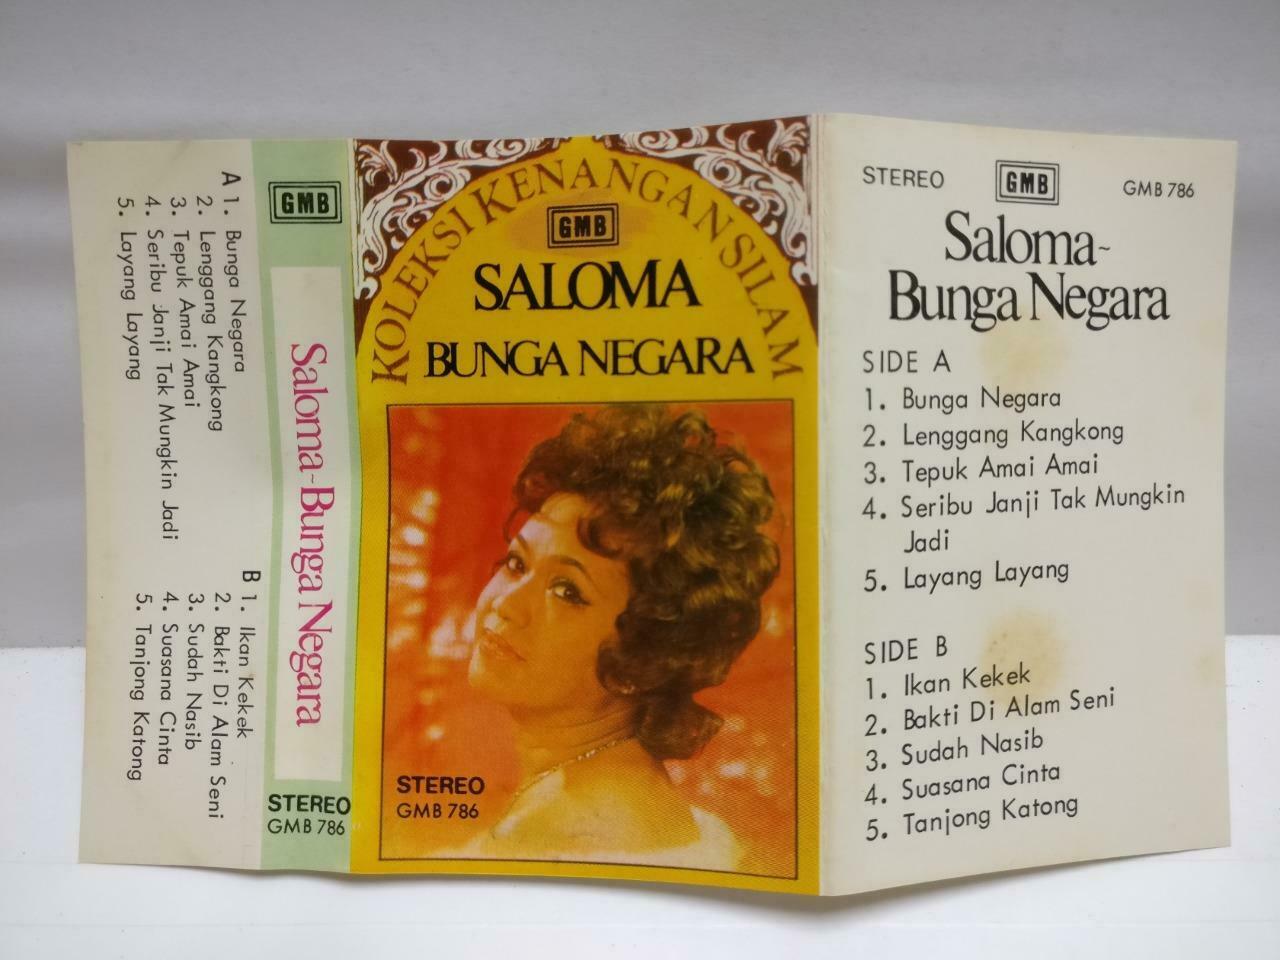 A 1. Bunga Negara
2. Lenggang Kangkong
3. Tepuk Amai Amai
4. Seribu Janji Tak Mungkin Jadi
5. Layang Layang
B 1. Ikan Kekek
2. Bakti Di Alam Seni
3. Sudah Nasib
4. Suasana Cinta
5. Tanjong Katong
GMB
Saloma~Bunga Negara
STEREO
GMB 786
KOLEKSI KENANGAN SILAM
GMB
SALOMA
BUNGA NEGARA
STEREO
GMB 786
STEREO GMB GMB 786
Saloma~
Bunga Negara
SIDE A
1. Bunga Negara
2. Lenggang Kangkong
3. Tepuk Amai Amai
4. Seribu Janji Tak Mungkin
Jadi
5. Layang Layang
SIDE B
1. Ikan Kekek
2. Bakti Di Alam Seni
3. Sudah Nasib
4. Suasana Cinta
5. Tanjong Katong